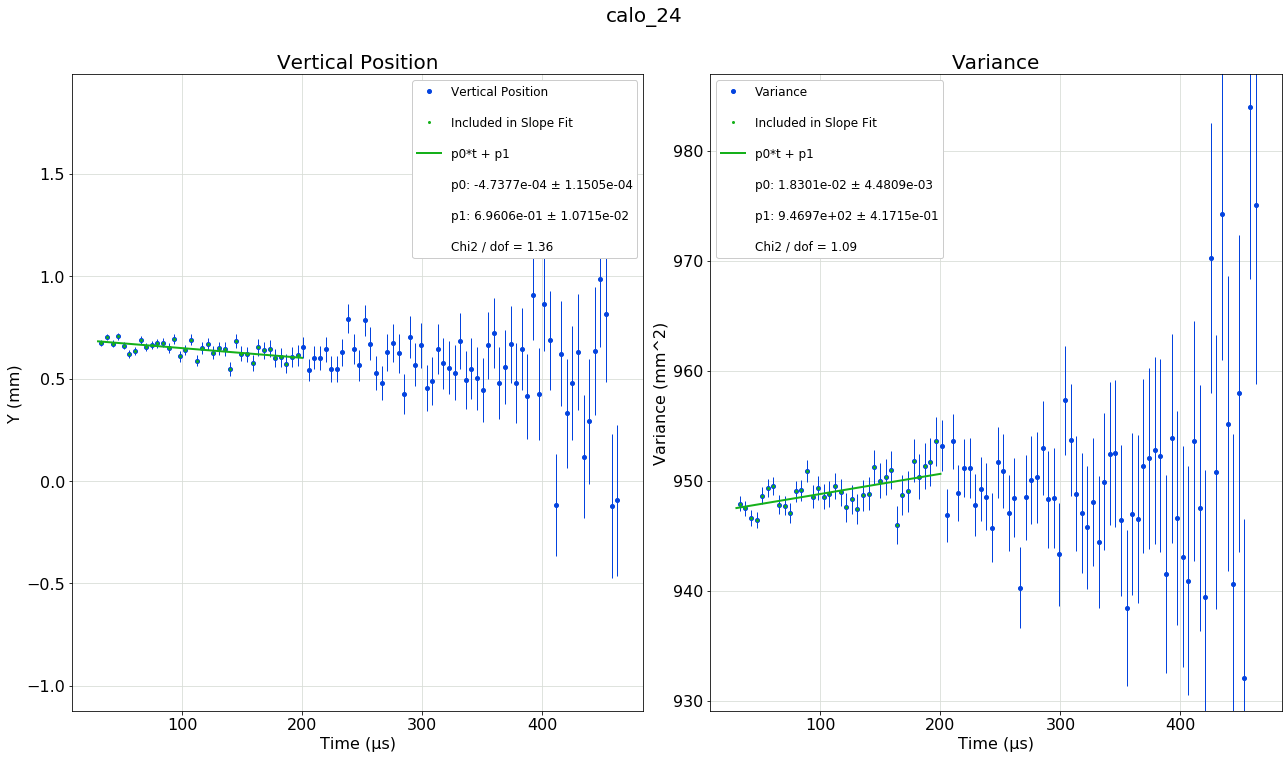 calo_24
Vertical Position
Vertical Position
Included in Slope Fit
p0*t + p1
p0: -4.7377e-04 ± 1.1505e-04
p1: 6.9606e-01 ± 1.0715e-02
Chi2 / dof = 1.36
1.5
1.0
0.5
0.0
−0.5
−1.0
Y (mm)
100
200
300
400
Time (μs)
Variance
Variance
Included in Slope Fit
p0*t + p1
p0: 1.8301e-02 ± 4.4809e-03
p1: 9.4697e+02 ± 4.1715e-01
Chi2 / dof = 1.09
980
970
960
950
940
930
Variance (mm^2)
100
200
300
400
Time (μs)